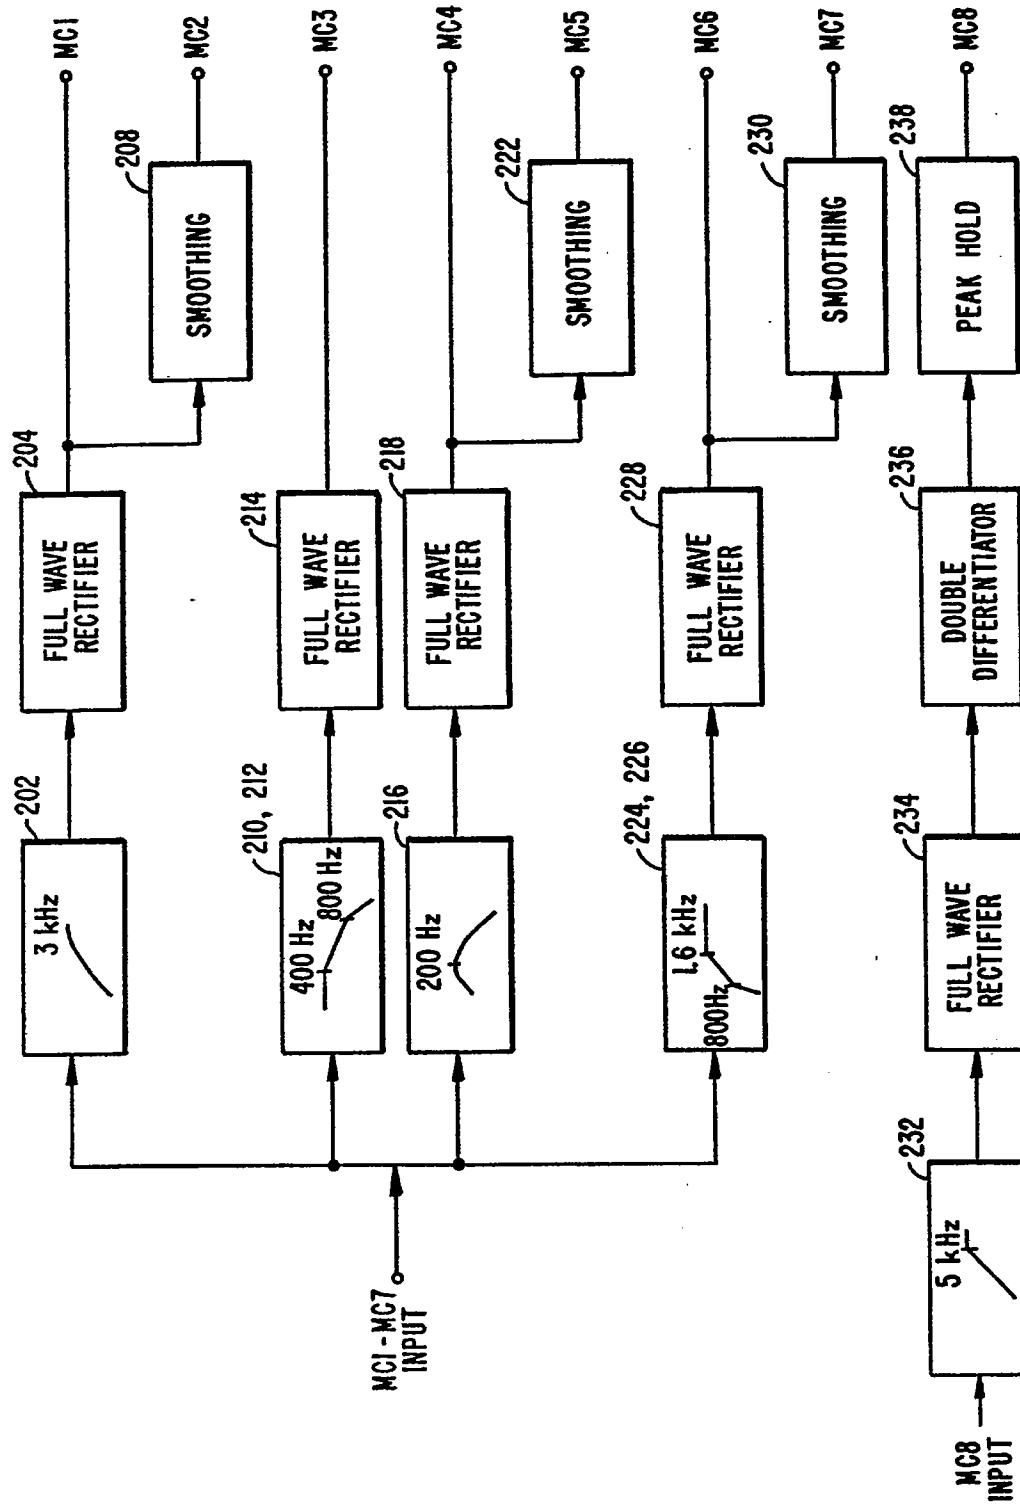 202
3 kHz
204
FULL WAVE
RECTIFIER
MC1
208
SMOOTHING
MC2
210, 212
400 Hz
800 Hz
214
FULL WAVE
RECTIFIER
MC3
MC1-MC7
INPUT
216
200 Hz
218
FULL WAVE
RECTIFIER
MC4
222
SMOOTHING
MC5
224, 226
1.6 kHz
800Hz
228
FULL WAVE
RECTIFIER
MC6
230
SMOOTHING
MC7
MC8
INPUT
232
5 kHz
234
FULL WAVE
RECTIFIER
236
DOUBLE
DIFFERENTIATOR
238
PEAK HOLD
MC8